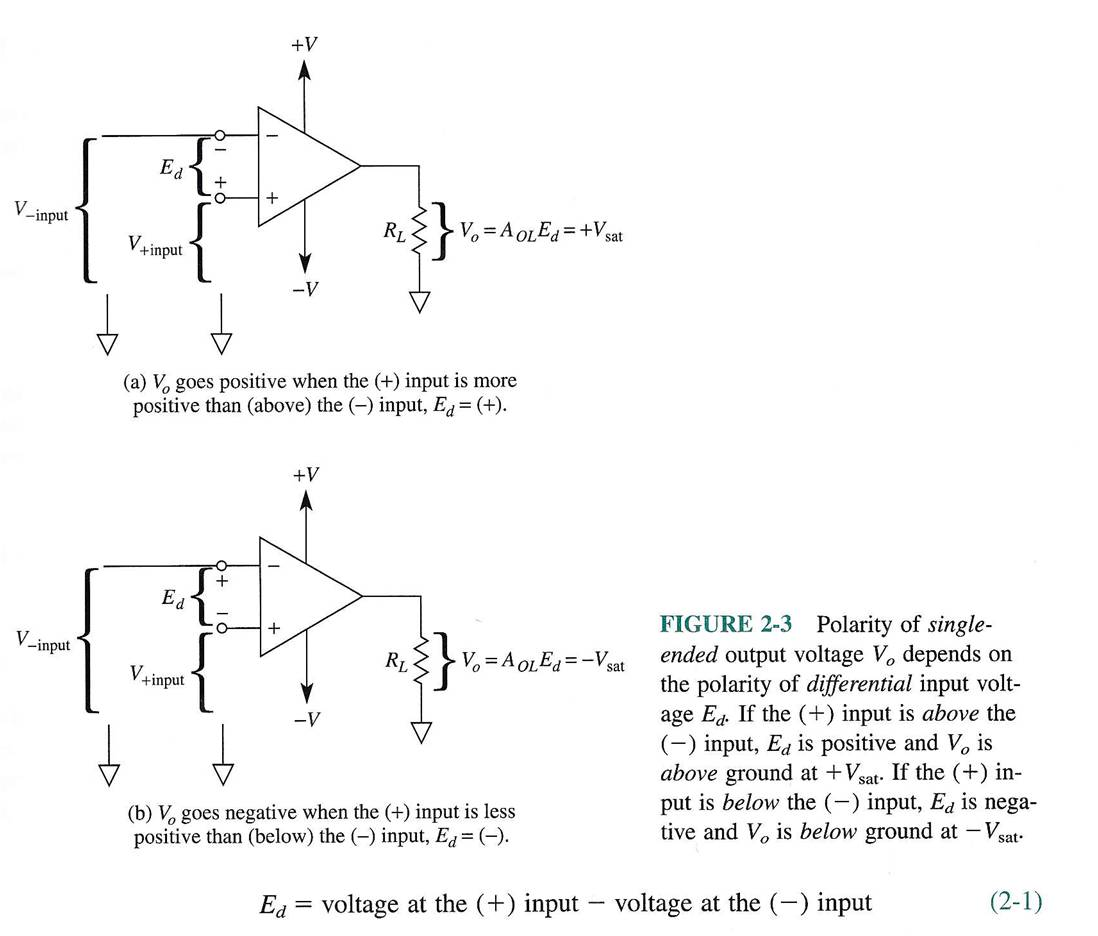 +V
−
−
E_d
+
+
V_−input
V_+input
R_L
V_o = A_OL E_d = +V_sat
−V
(a) V_o goes positive when the (+) input is more
positive than (above) the (−) input, E_d = (+).
+V
+
−
E_d
−
+
V_−input
V_+input
R_L
V_o = A_OL E_d = −V_sat
−V
(b) V_o goes negative when the (+) input is less
positive than (below) the (−) input, E_d = (−).
FIGURE 2-3 Polarity of single-
ended output voltage V_o depends on
the polarity of differential input volt-
age E_d. If the (+) input is above the
(−) input, E_d is positive and V_o is
above ground at +V_sat. If the (+) in-
put is below the (−) input, E_d is nega-
tive and V_o is below ground at −V_sat.
E_d = voltage at the (+) input − voltage at the (−) input (2-1)